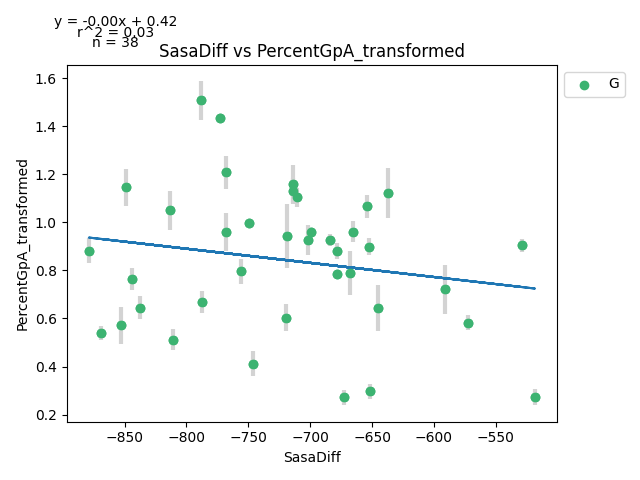 y = -0.00x + 0.42
r^2 = 0.03
n = 38
SasaDiff vs PercentGpA_transformed
G
PercentGpA_transformed
1.6
1.4
1.2
1.0
0.8
0.6
0.4
0.2
−850 −800 −750 −700 −650 −600 −550
SasaDiff